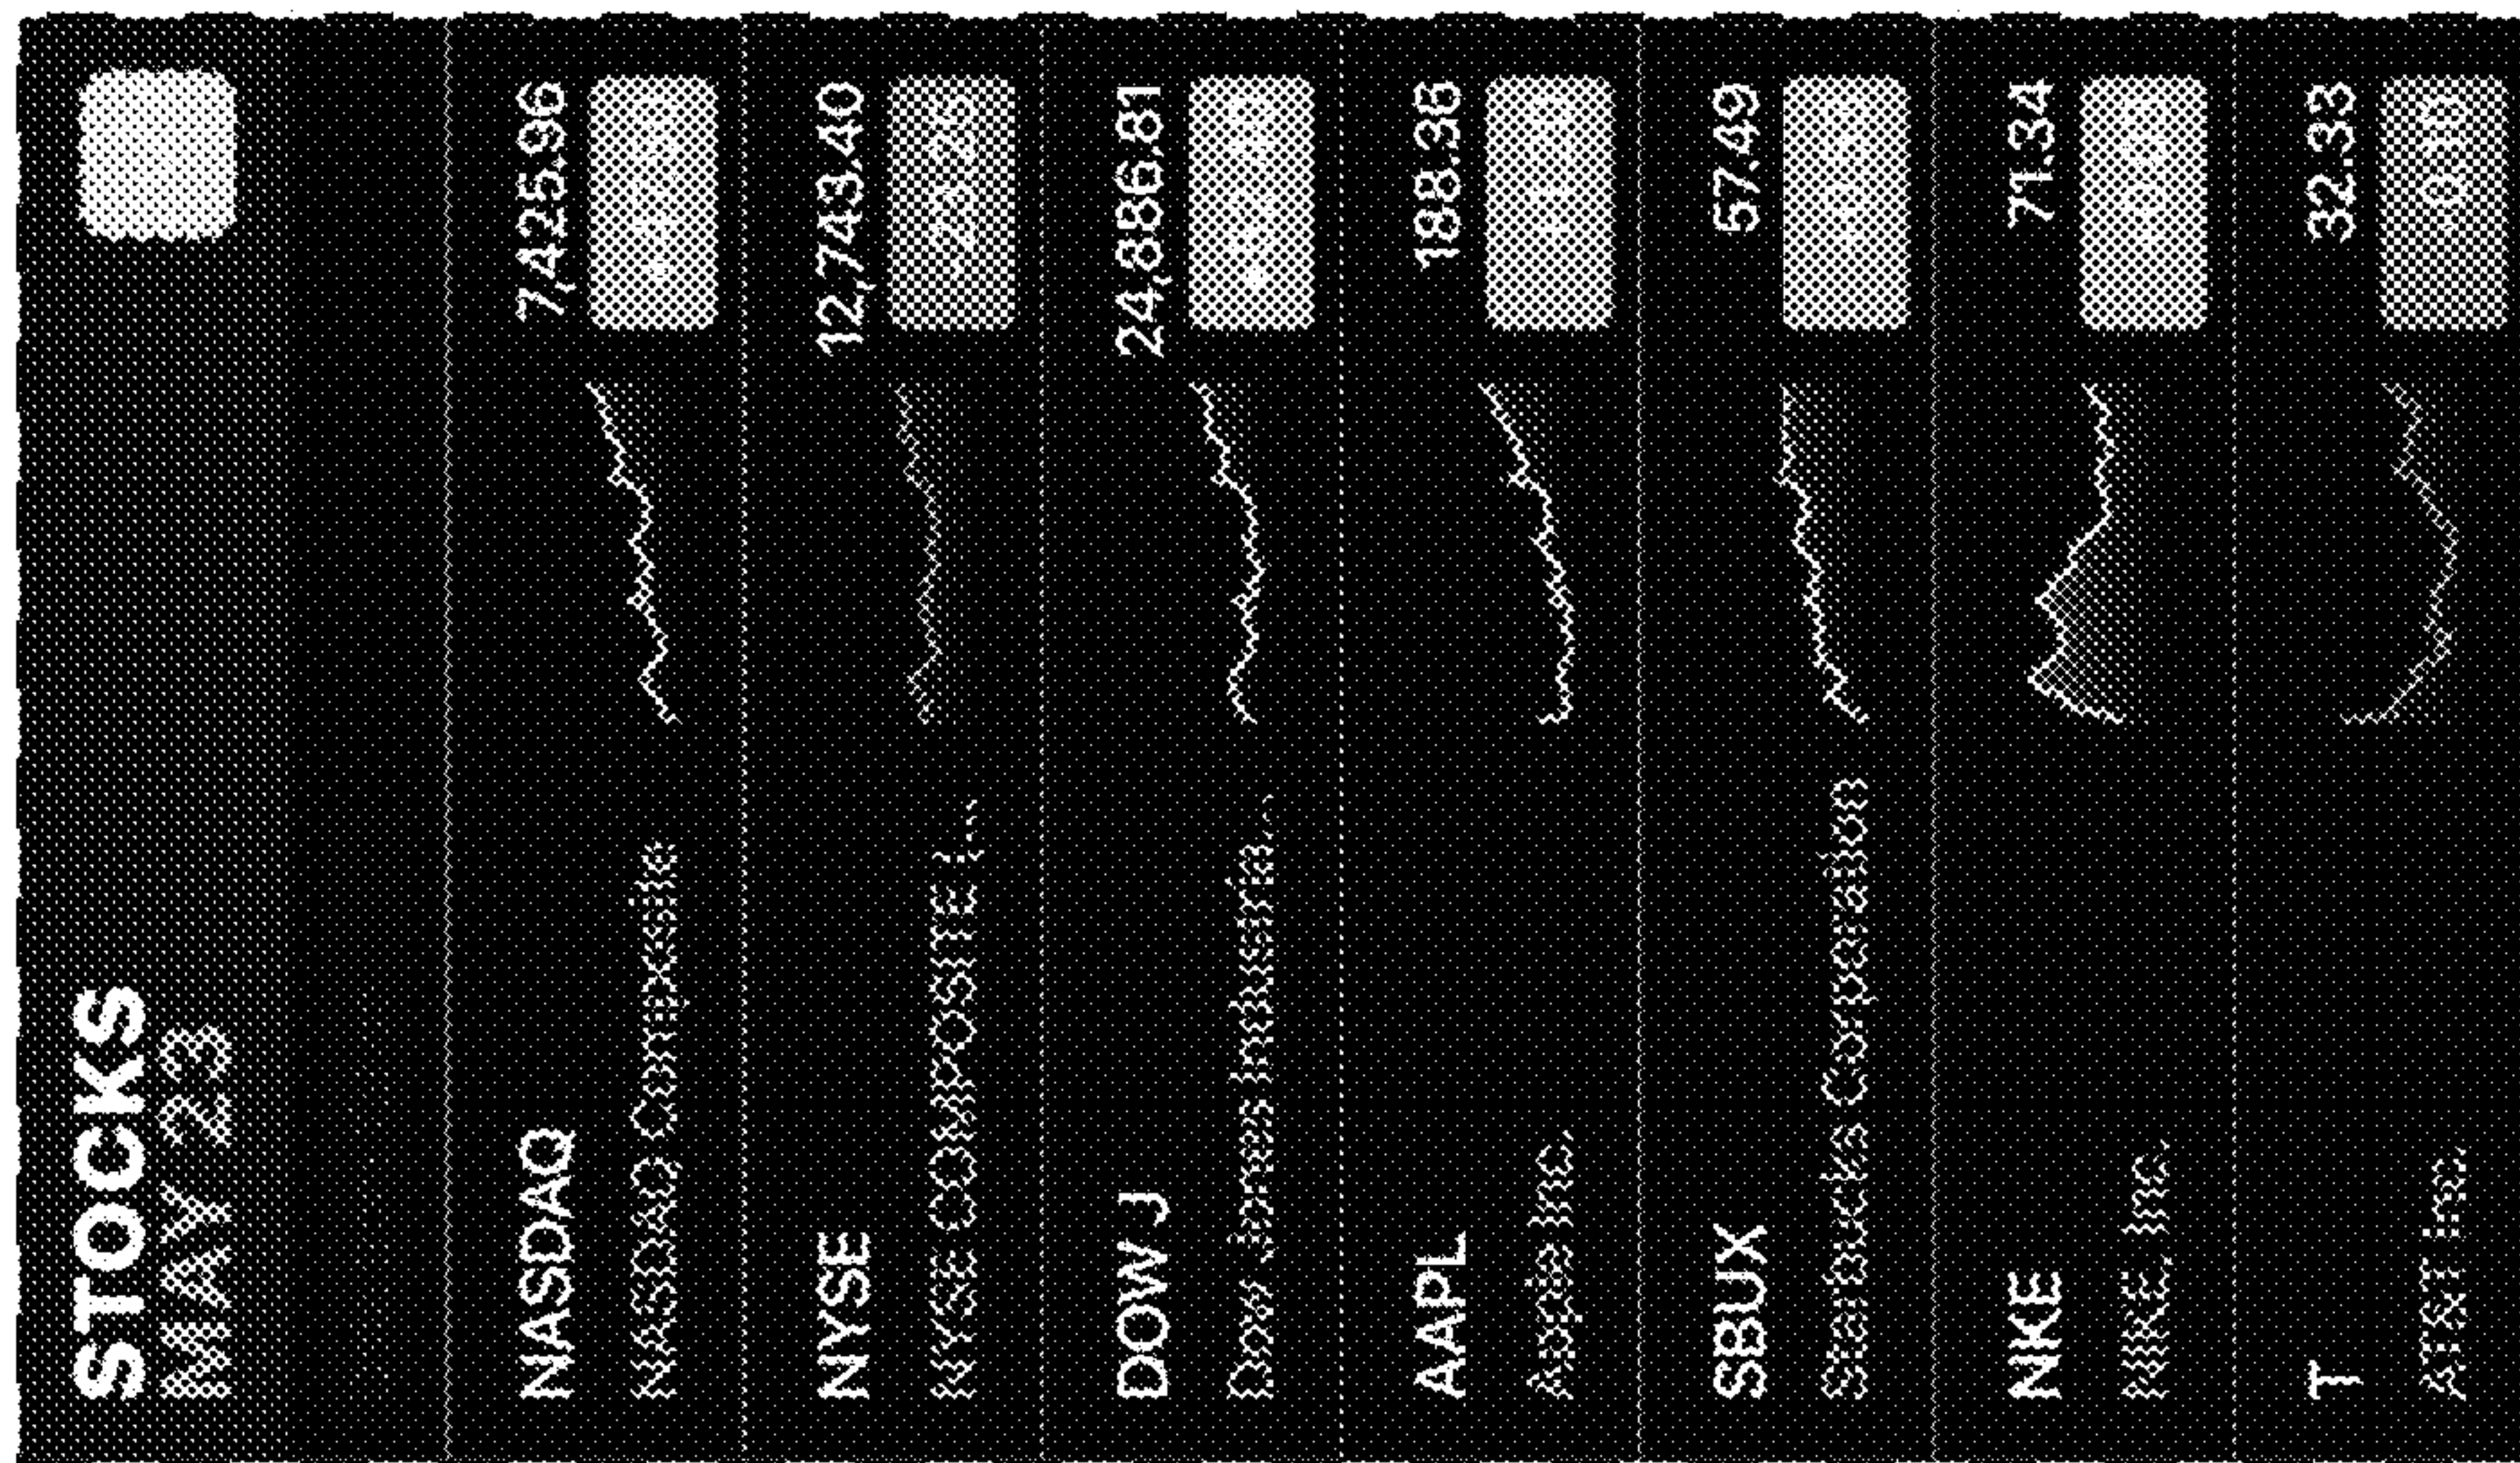 STOCKS
MAY 23
NASDAQ
7,425.96
NASDAQ Composite
NYSE
12,743.40
NYSE COMPOSITE (...
DOW J
24,886.81
Dow Jones Industria...
AAPL
188.36
Apple Inc.
SBUX
57.49
Starbucks Corporation
NKE
71.34
NIKE, Inc.
T
32.33
AT&T Inc.
-0.10